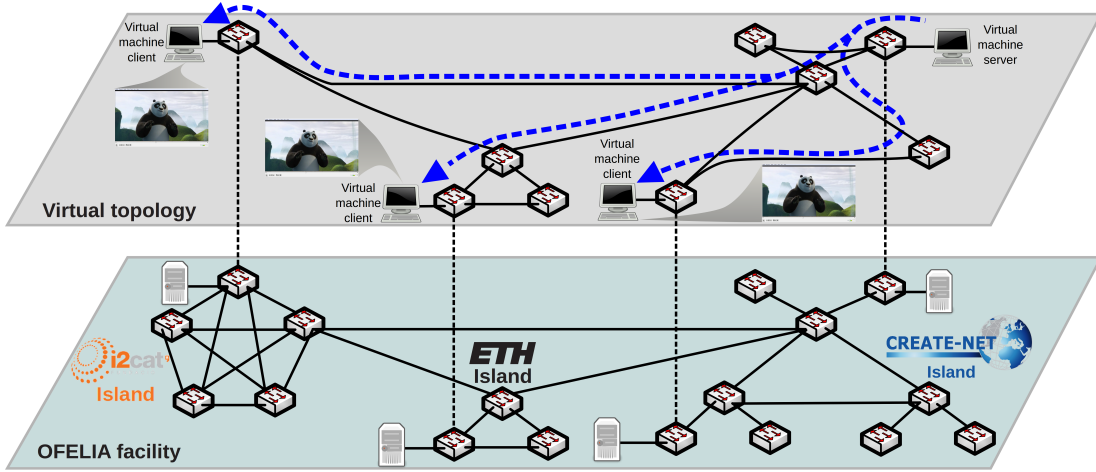 Virtual
machine
client
Virtual
machine
server
Virtual
machine
client
Virtual
machine
client
Virtual topology
i2cat
Island
ETH
Island
CREATE-NET
Island
OFELIA facility